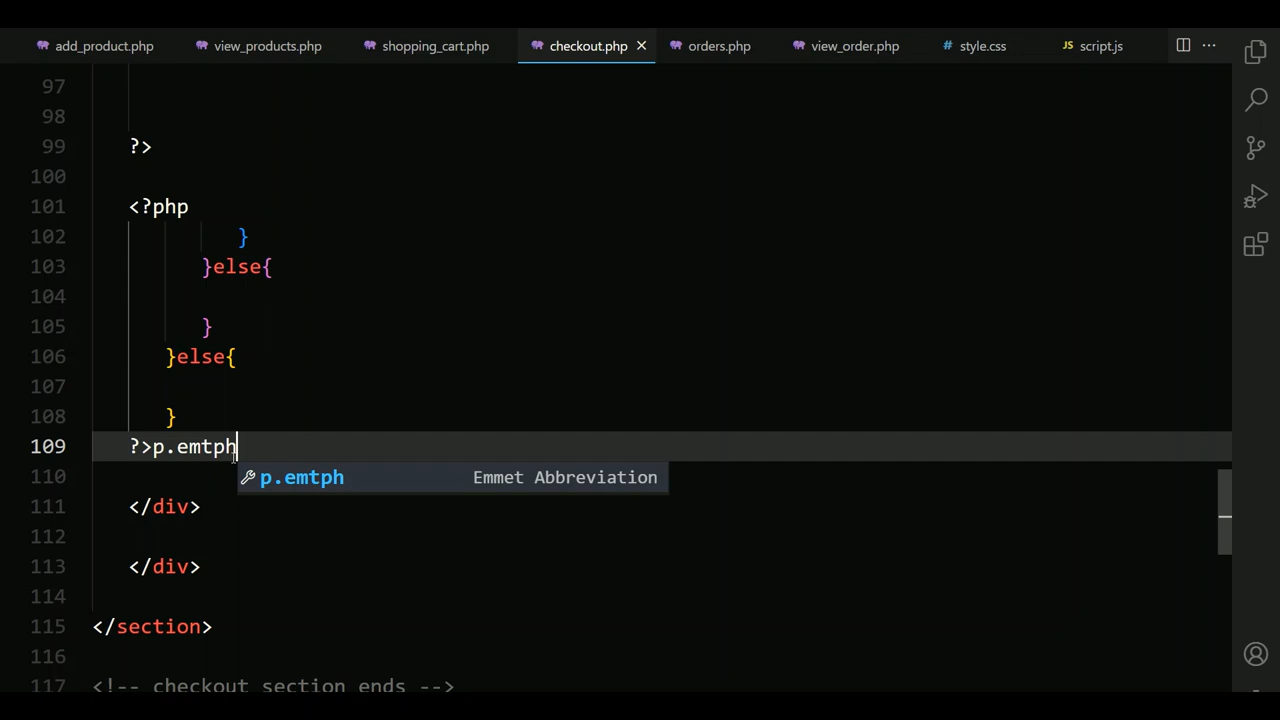 add_product.php view_products.php shopping_cart.php checkout.php orders.php view_order.php # style.css JS script.js
97
98
99 ?>
100
101 <?php
102 }
103 }else{
104
105 }
106 }else{
107
108 }
109 ?>p.emtph
p.emtph Emmet Abbreviation
110
111 </div>
112
113 </div>
114
115 </section>
116
117 <!-- checkout section ends -->